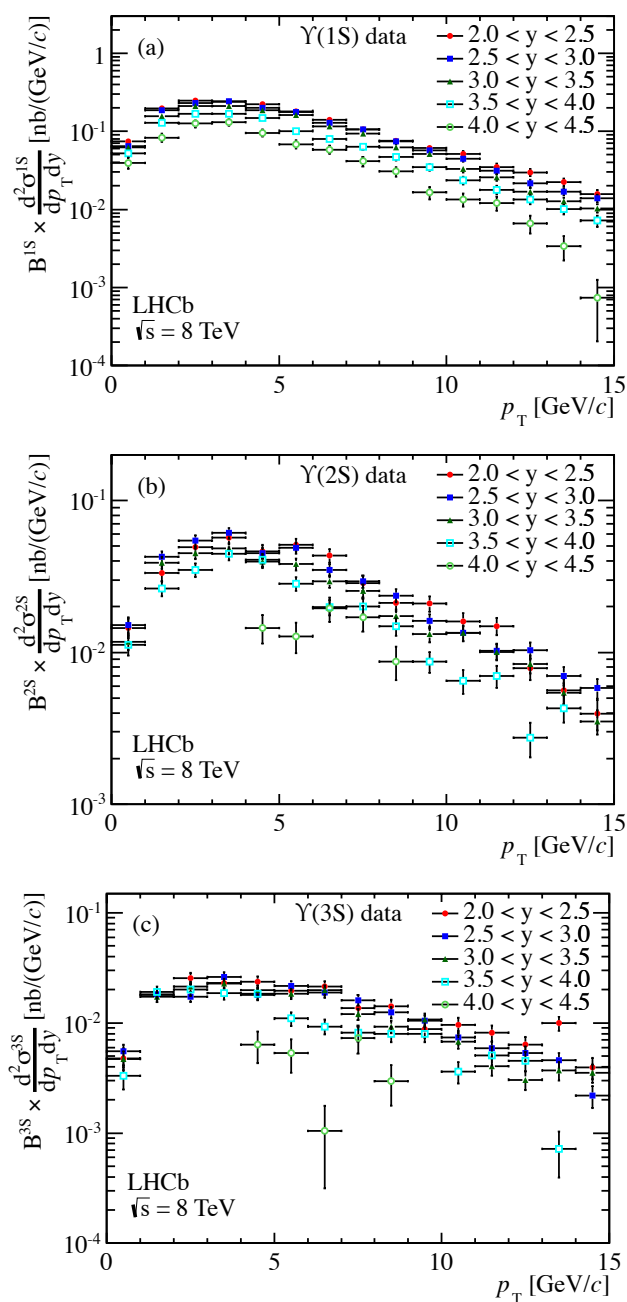 (a)
ϒ(1S) data
2.0 < y < 2.5
2.5 < y < 3.0
3.0 < y < 3.5
3.5 < y < 4.0
4.0 < y < 4.5
B^1S × d²σ^1S / dp_T dy [nb/(GeV/c)]
1
10^-1
10^-2
10^-3
10^-4
LHCb
√s = 8 TeV
0 5 10 15
p_T [GeV/c]
(b)
ϒ(2S) data
2.0 < y < 2.5
2.5 < y < 3.0
3.0 < y < 3.5
3.5 < y < 4.0
4.0 < y < 4.5
B^2S × d²σ^2S / dp_T dy [nb/(GeV/c)]
10^-1
10^-2
10^-3
LHCb
√s = 8 TeV
0 5 10 15
p_T [GeV/c]
(c)
ϒ(3S) data
2.0 < y < 2.5
2.5 < y < 3.0
3.0 < y < 3.5
3.5 < y < 4.0
4.0 < y < 4.5
B^3S × d²σ^3S / dp_T dy [nb/(GeV/c)]
10^-1
10^-2
10^-3
10^-4
LHCb
√s = 8 TeV
0 5 10 15
p_T [GeV/c]